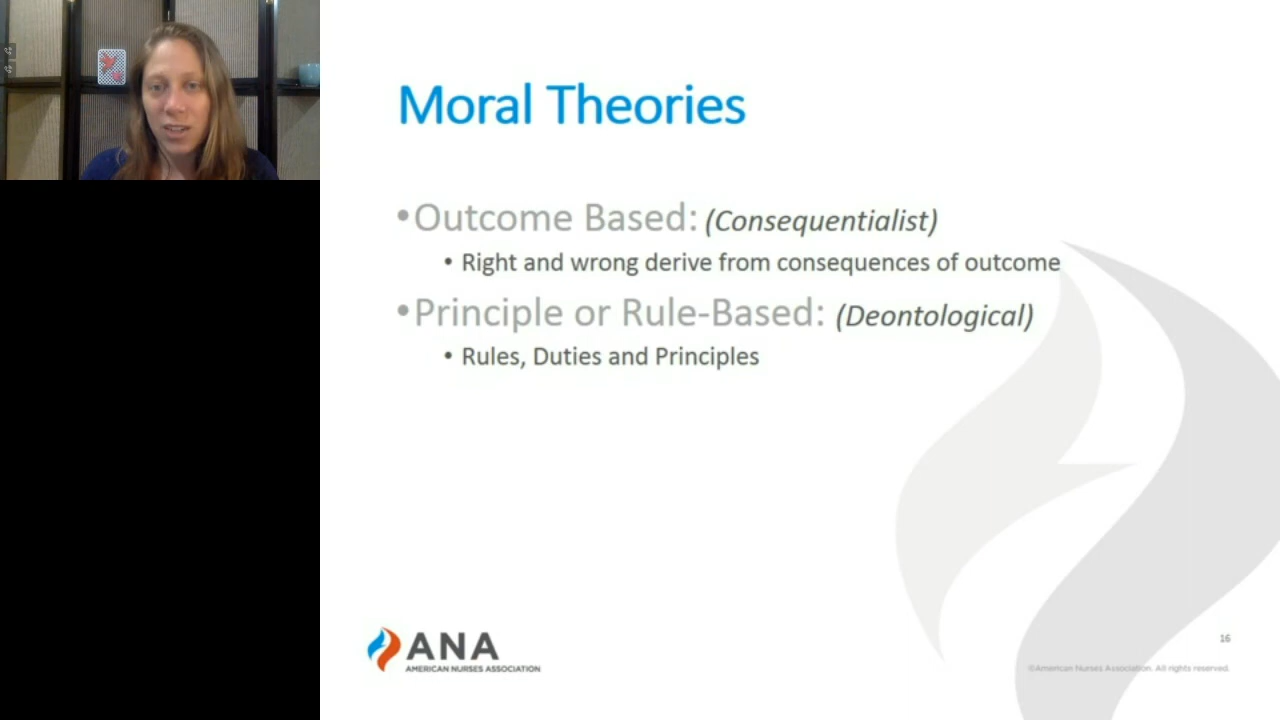 Moral Theories
•Outcome Based: (Consequentialist)
• Right and wrong derive from consequences of outcome
•Principle or Rule-Based: (Deontological)
• Rules, Duties and Principles
ANA
AMERICAN NURSES ASSOCIATION
16
©American Nurses Association. All rights reserved.